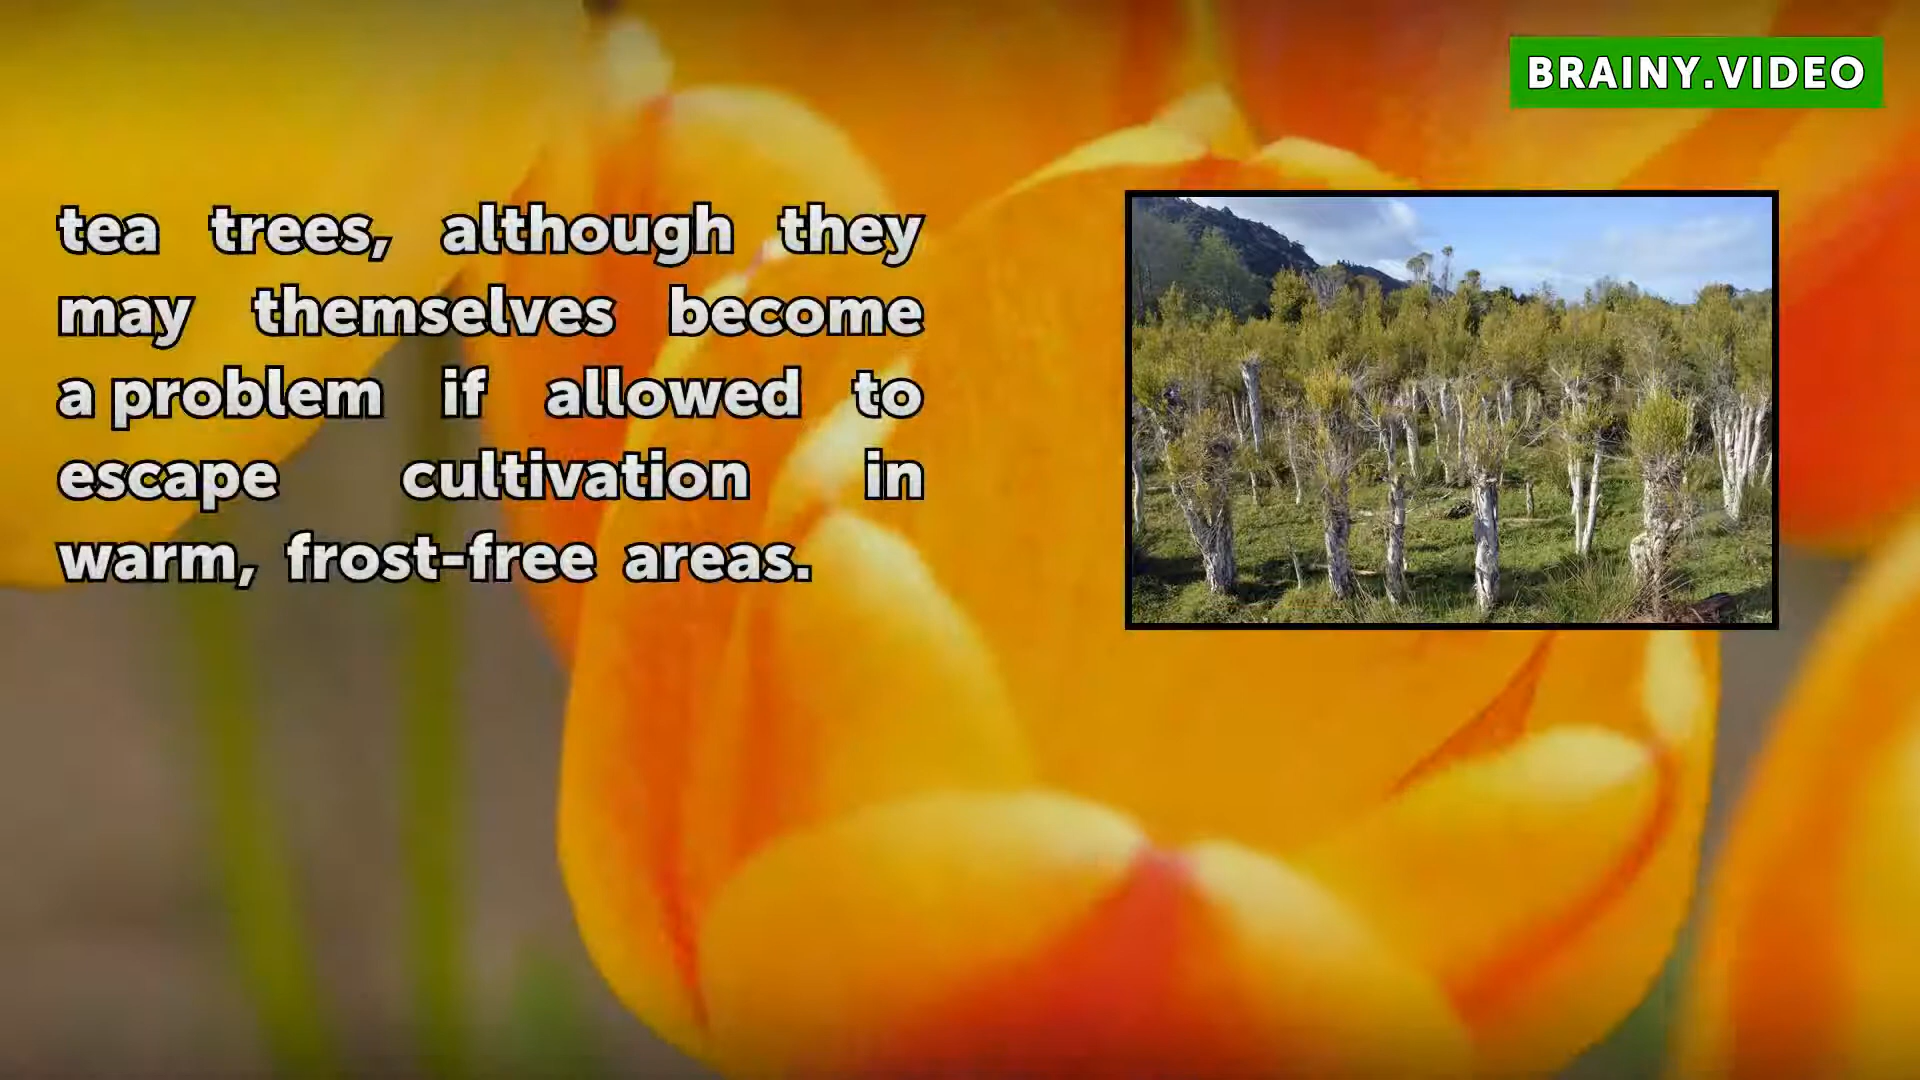 BRAINY.VIDEO
tea trees, although they
may themselves become
a problem if allowed to
escape cultivation in
warm, frost-free areas.